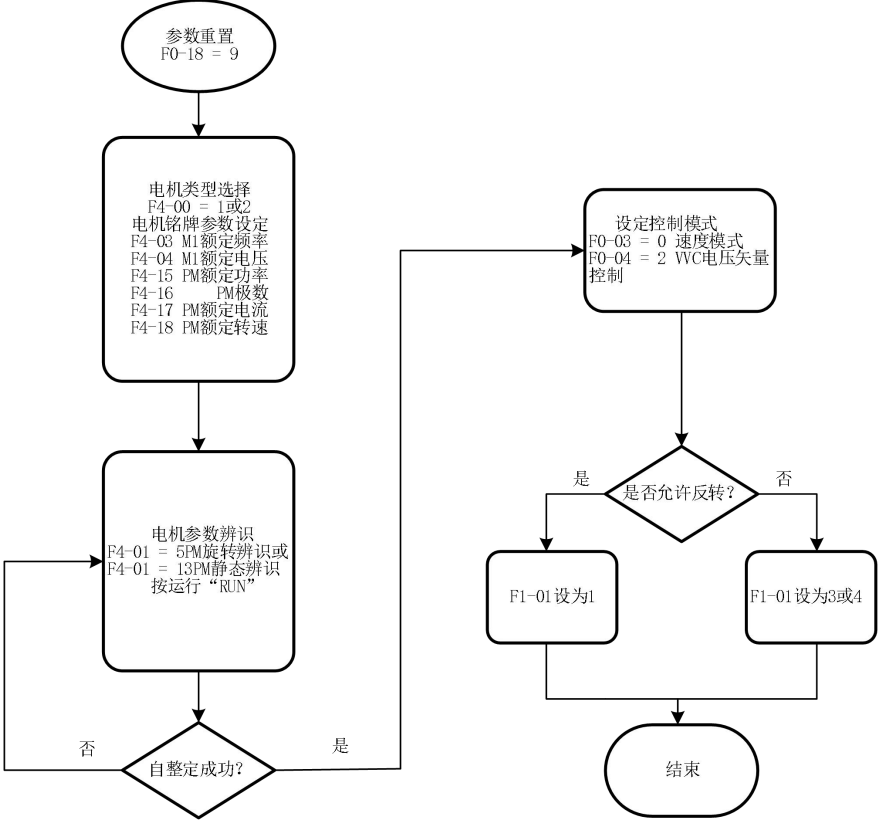 参数重置
F0-18 = 9
电机类型选择
F4-00 = 1或2
电机铭牌参数设定
F4-03 M1额定频率
F4-04 M1额定电压
F4-15 PM额定功率
F4-16 PM极数
F4-17 PM额定电流
F4-18 PM额定转速
电机参数辨识
F4-01 = 5PM旋转辨识或
F4-01 = 13PM静态辨识
按运行“RUN”
否
自整定成功?
是
设定控制模式
F0-03 = 0 速度模式
F0-04 = 2 VVC电压矢量
控制
是
是否允许反转?
否
F1-01设为1
F1-01设为3或4
结束